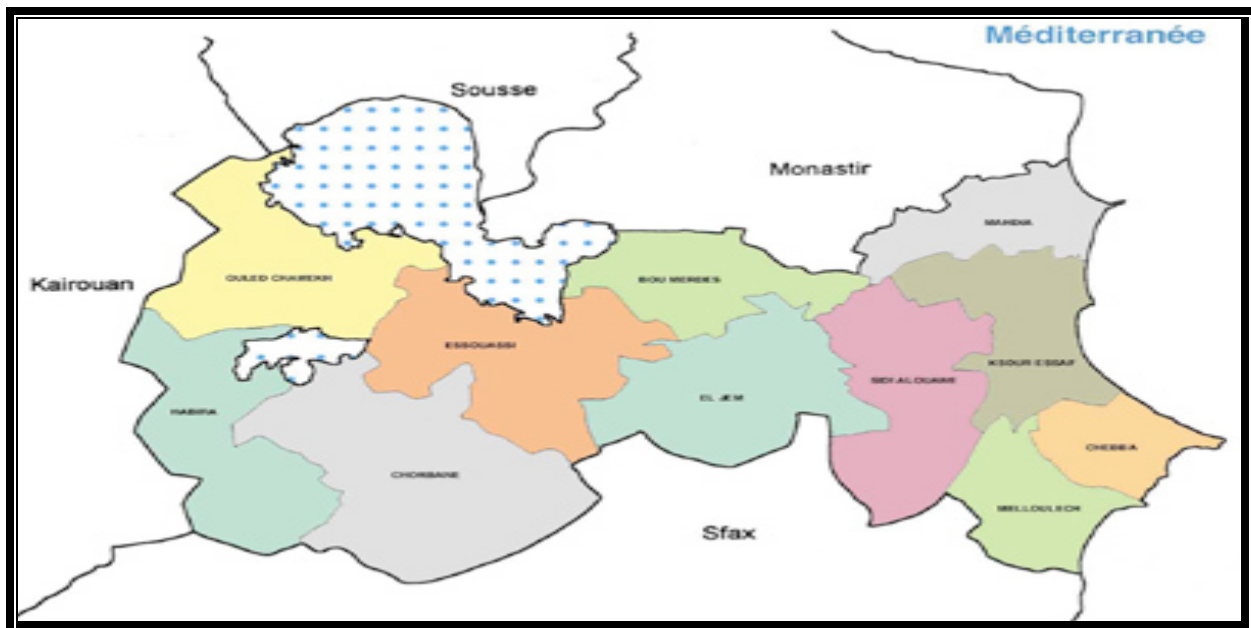 Méditerranée
Sousse
Monastir
MAHDIA
Kairouan
OULED CHAMEKH
BOU MERDES
ESSOUASSI
KSOUR ESSAF
SIDI ALOUANE
EL JEM
HABIRA
CHEBBA
CHORBANE
MELLOULECH
Sfax